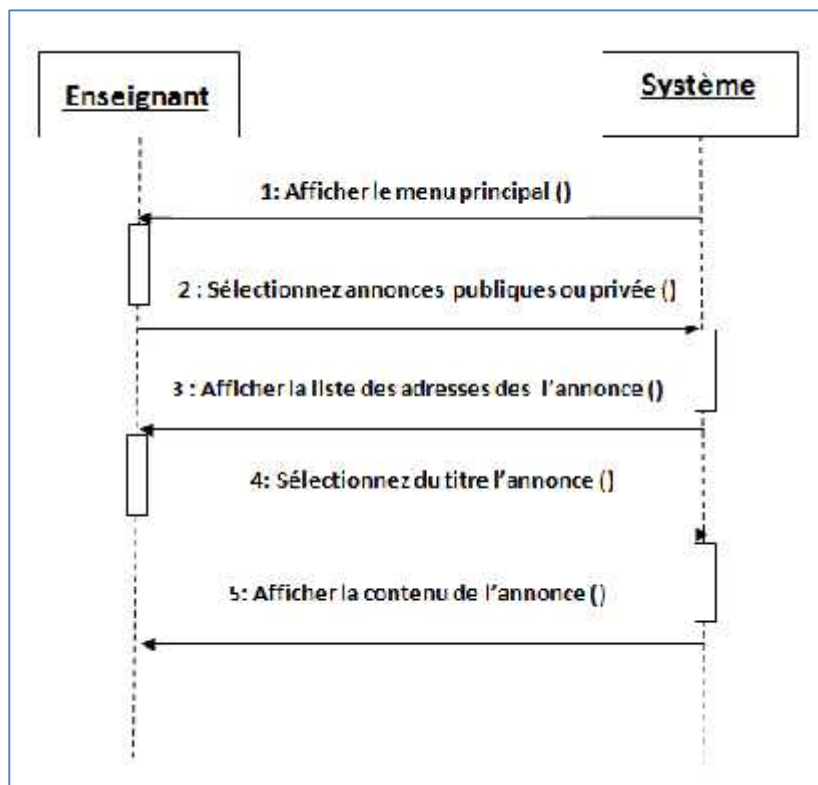 Enseignant
Système
1: Afficher le menu principal ()
2 : Sélectionnez annonces publiques ou privée ()
3 : Afficher la liste des adresses des l'annonce ()
4: Sélectionnez du titre l'annonce ()
5: Afficher la contenu de l'annonce ()